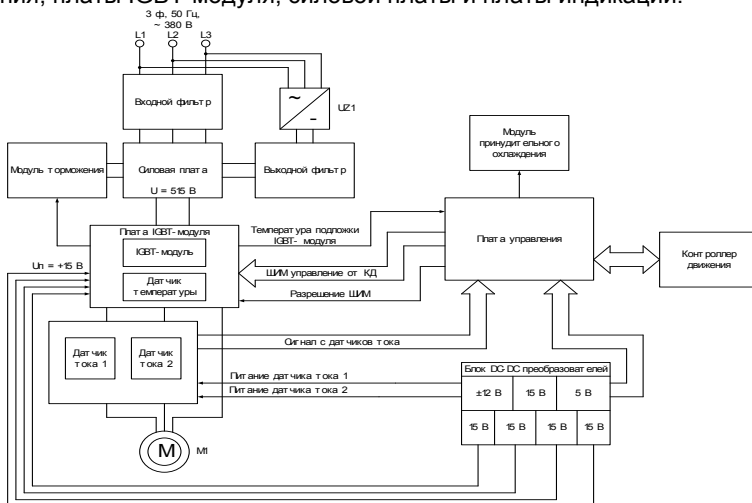 ния, платы IGBT модуля, силовой платы и платы индикации.
3 ф, 50 Гц,
~ 380 В
L1 L2 L3
Входной фильтр
~
-
UZ1
Модуль торможения
Силовая плата
U = 515 В
Выходной фильтр
Модуль
принудительного
охлаждения
Плата IGBT-модуля
IGBT-модуль
Датчик
температуры
Температура подложки
IGBT- модуля
Плата управления
Контроллер
движения
Uп = +15 В
ШИМ управление от КД
Разрешение ШИМ
Сигнал с датчиков тока
Датчик
тока 1
Датчик
тока 2
Питание датчика тока 1
Питание датчика тока 2
Блок DC-DC преобразователей
±12 В
15 В
5 В
15 В
15 В
15 В
15 В
М
М1